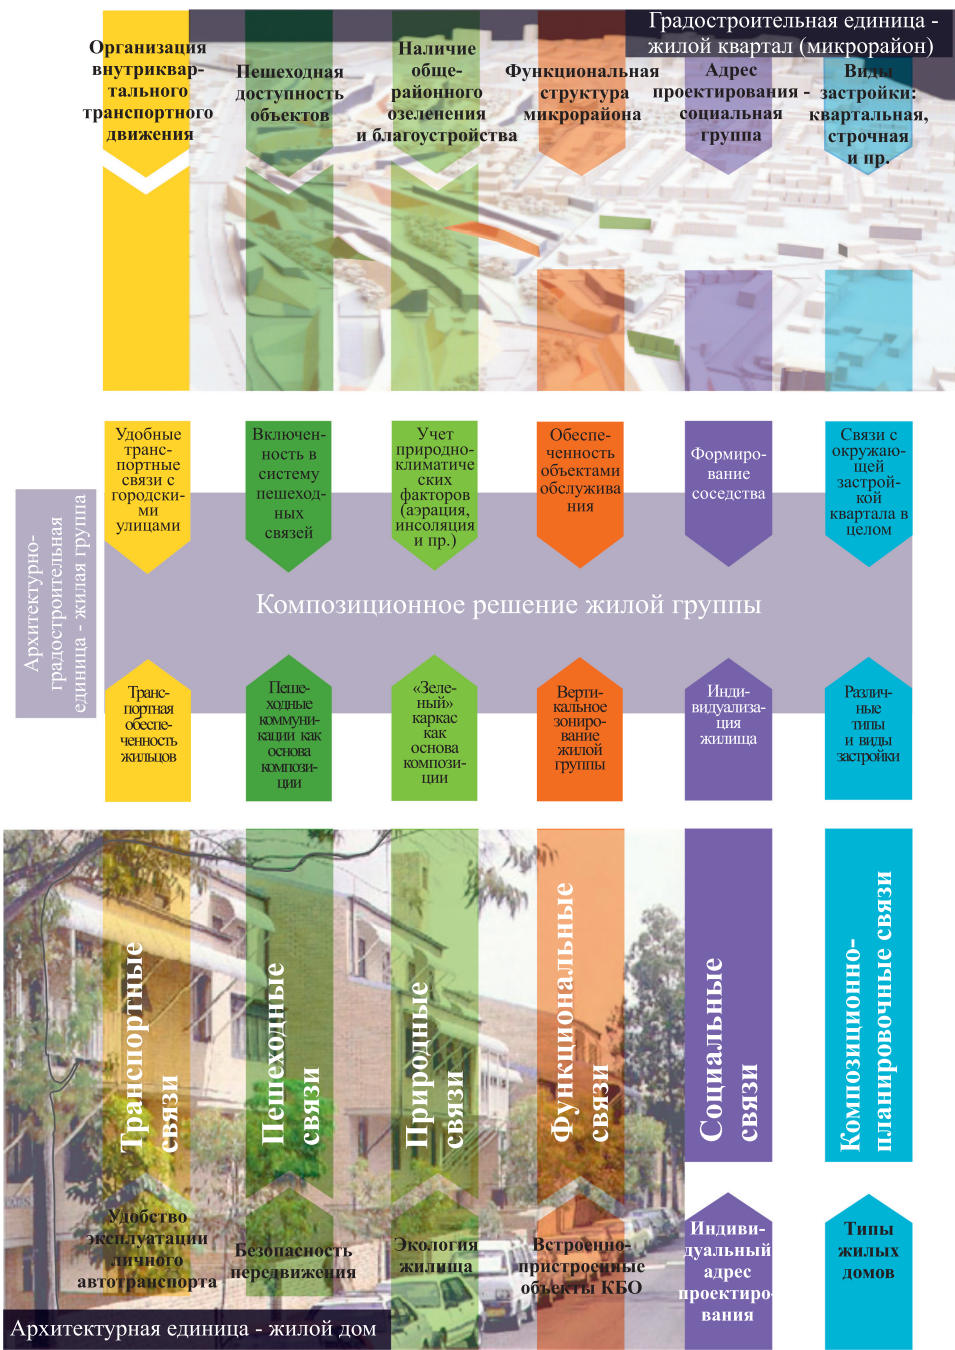 Градостроительная единица -
жилой квартал (микрорайон)
Организация
внутриквар-
тального
транспортного
движения
Пешеходная
доступность
объектов
Наличие
обще-
районного
озеленения
и благоустройства
Функциональная
структура
микрорайона
Адрес
проектирования -
социальная
группа
Виды
застройки:
квартальная,
строчная
и пр.
Удобные
транс-
портные
связи с
городски-
ми
улицами
Включен-
ность в
систему
пешеход-
ных
связей
Учет
природно-
климатиче
ских
факторов
(аэрация,
инсоляция
и пр.)
Обеспе-
ченность
объектами
обслужива
ния
Формиро-
вание
соседства
Связи с
окружаю-
щей
застрой-
кой
квартала в
целом
Архитектурно-
градостроительная
единица - жилая группа
Композиционное решение жилой группы
Транс-
портная
обеспе-
ченность
жильцов
Пеше-
ходные
коммуни-
кации как
основа
компози-
ции
«Зеле-
ный»
каркас
как
основа
компози-
ции
Верти-
кальное
зониро-
вание
жилой
группы
Инди-
видуализа-
ция
жилища
Различ-
ные
типы
и виды
застройки
Транспортные
связи
Пешеходные
связи
Природные
связи
Функциональные
связи
Социальные
связи
Композиционно-
планировочные связи
Удобство
эксплуатации
личного
автотранспорта
Безопасность
передвижения
Экология
жилища
Встроенно-
пристроенные
объекты КБО
Индиви-
дуальный
адрес
проектиро-
вания
Типы
жилых
домов
Архитектурная единица - жилой дом